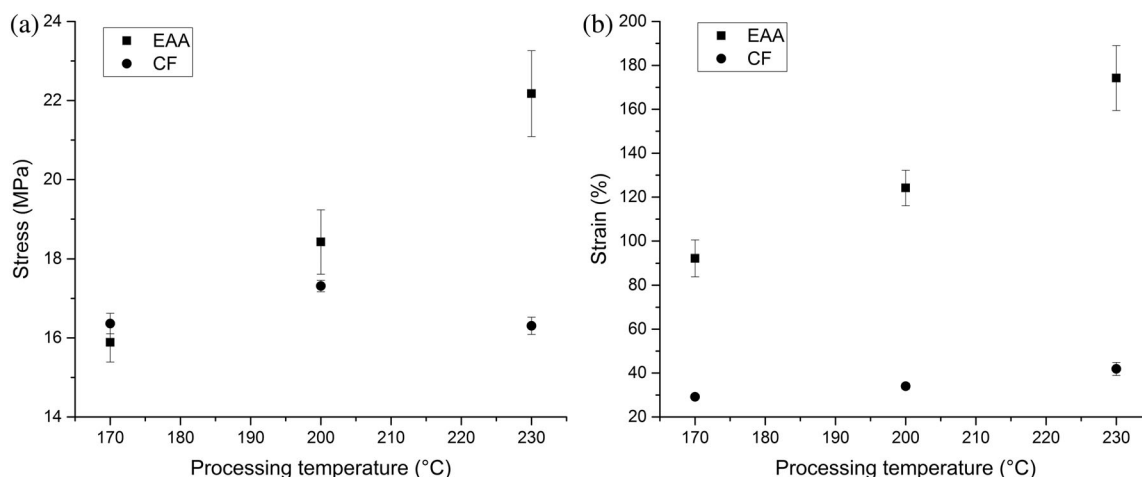 (a)
24
22
20
18
16
14
Stress (MPa)
EAA
CF
170 180 190 200 210 220 230
Processing temperature (°C)
(b)
200
180
160
140
120
100
80
60
40
20
Strain (%)
EAA
CF
170 180 190 200 210 220 230
Processing temperature (°C)